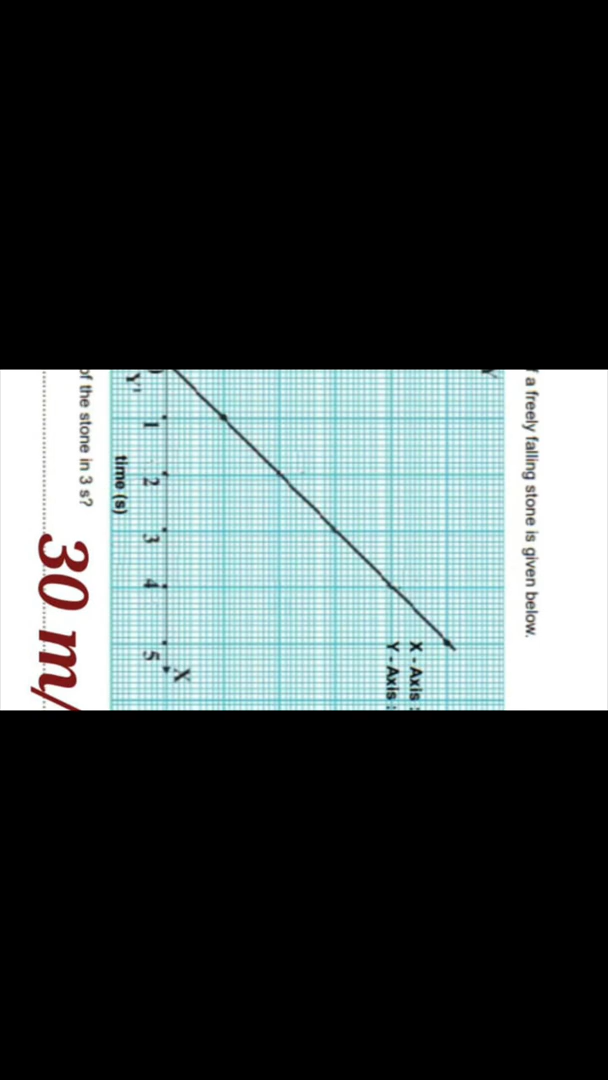 f a freely falling stone is given below.
Y
X - Axis :
Y - Axis :
X
1 2 3 4 5
Y'
time (s)
of the stone in 3 s?
30 m/